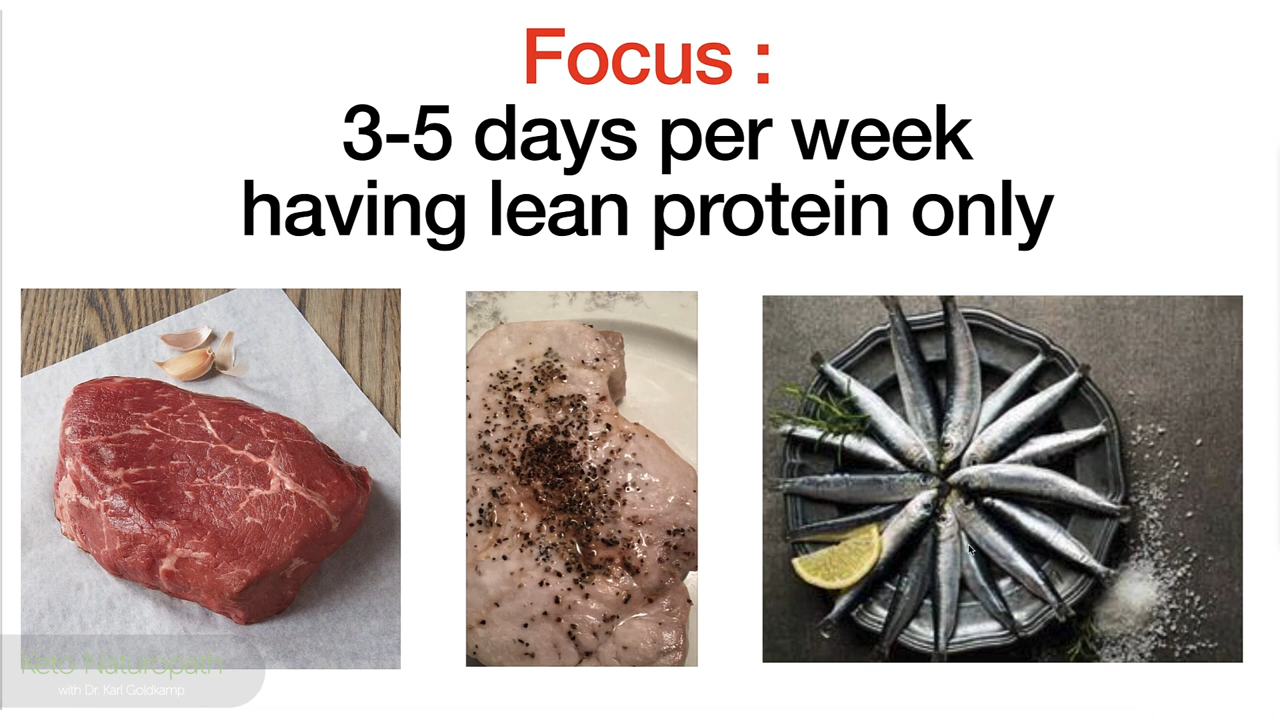 Focus :
3-5 days per week
having lean protein only
Keto Naturopath
with Dr. Karl Goldkamp